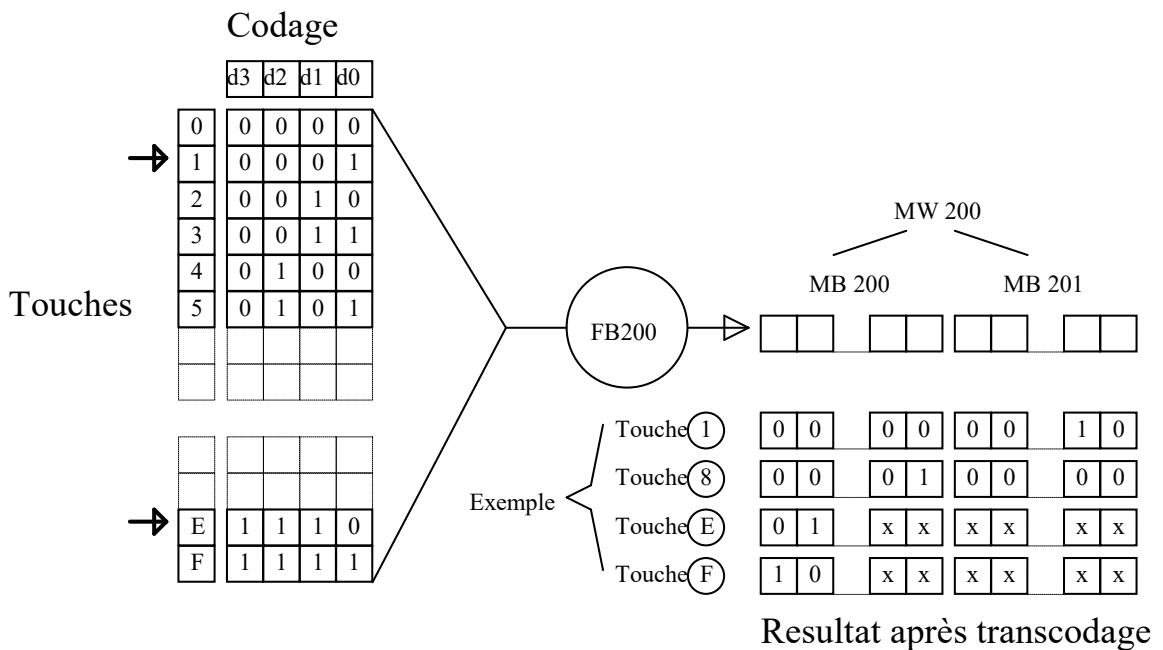 Codage
d3 d2 d1 d0
0 0 0 0 0
1 0 0 0 1
2 0 0 1 0
3 0 0 1 1
4 0 1 0 0
5 0 1 0 1
Touches
E 1 1 1 0
F 1 1 1 1
FB200
MW 200
MB 200 MB 201
Exemple
Touche 1 0 0 0 0 0 0 1 0
Touche 8 0 0 0 1 0 0 0 0
Touche E 0 1 x x x x x x
Touche F 1 0 x x x x x x
Resultat après transcodage